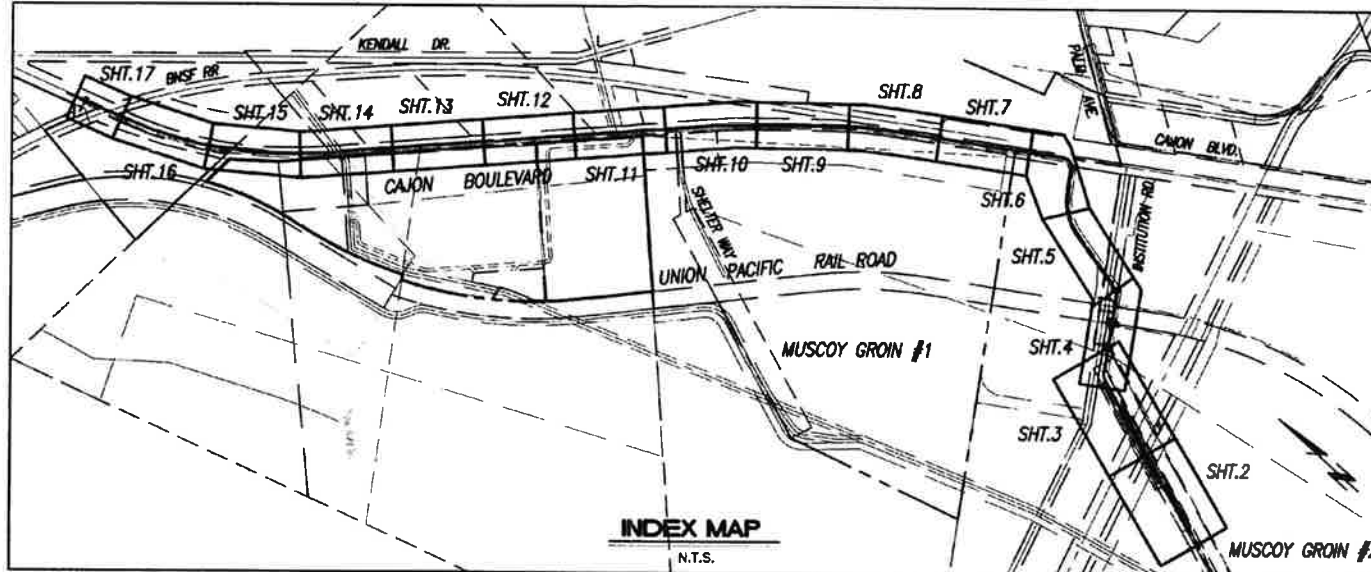 KENDALL DR.
BNSF RR
SHT.17
SHT.15
SHT.14
SHT.13
SHT.12
SHT.8
SHT.7
PALM AVE
CAJON BLVD.
SHT.16
CAJON BOULEVARD
SHT.11
SHT.10
SHT.9
SHT.6
SHELTER WAY
INSTITUTION RD.
SHT.5
UNION PACIFIC RAIL ROAD
MUSCOY GROIN #1
SHT.4
SHT.3
SHT.2
N
INDEX MAP
N.T.S.
MUSCOY GROIN